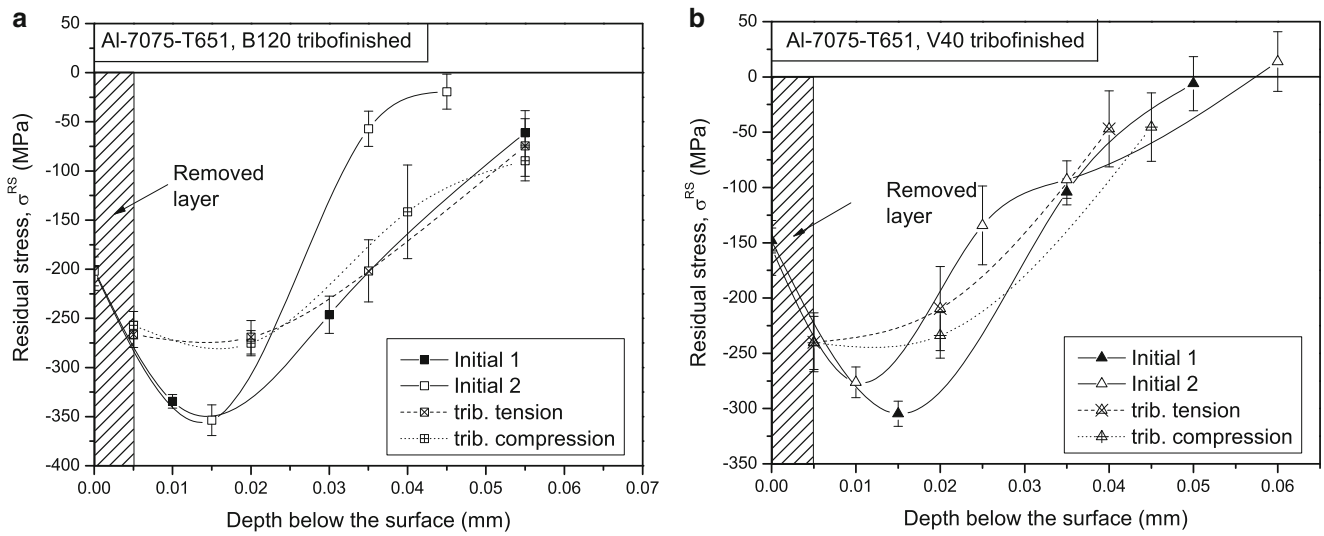 a
Al-7075-T651, B120 tribofinished
Removed
layer
Initial 1
Initial 2
trib. tension
trib. compression
50
0
-50
-100
-150
-200
-250
-300
-350
-400
0.00 0.01 0.02 0.03 0.04 0.05 0.06 0.07
Residual stress, σ^RS (MPa)
Depth below the surface (mm)
b
Al-7075-T651, V40 tribofinished
Removed
layer
Initial 1
Initial 2
trib. tension
trib. compression
50
0
-50
-100
-150
-200
-250
-300
-350
0.00 0.01 0.02 0.03 0.04 0.05 0.06
Residual stress, σ^RS (MPa)
Depth below the surface (mm)